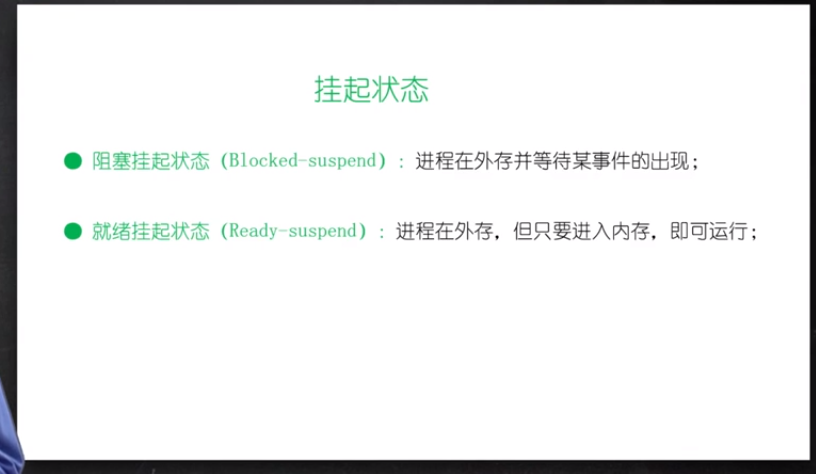 挂起状态
● 阻塞挂起状态（Blocked-suspend）: 进程在外存并等待某事件的出现;
● 就绪挂起状态（Ready-suspend）: 进程在外存，但只要进入内存，即可运行;